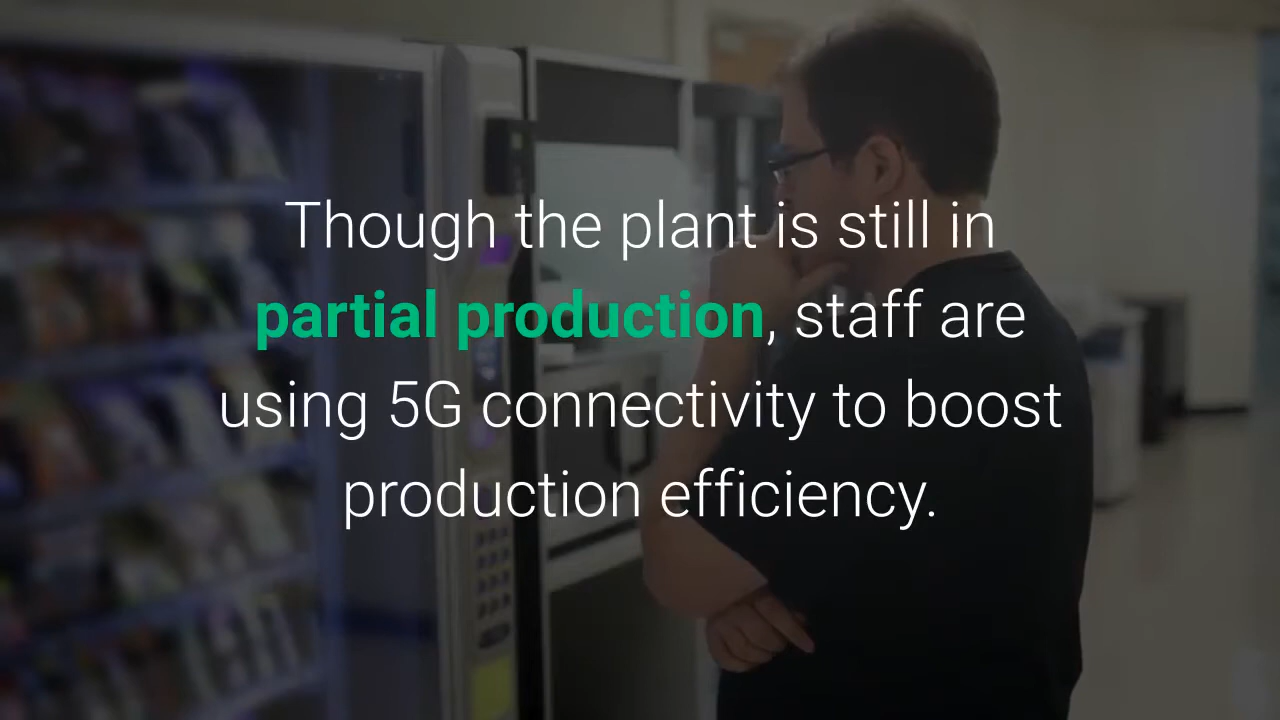 Though the plant is still in
partial production, staff are
using 5G connectivity to boost
production efficiency.